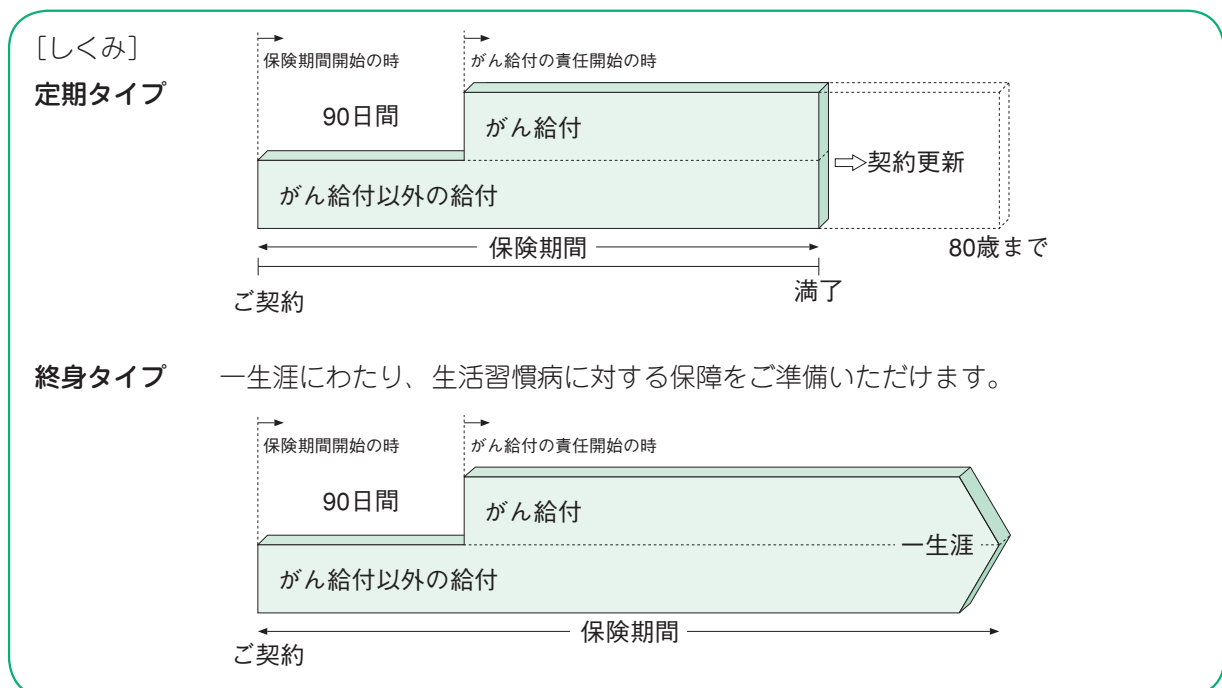 ［しくみ］
定期タイプ
保険期間開始の時
がん給付の責任開始の時
90日間
がん給付
がん給付以外の給付
⇨契約更新
保険期間
80歳まで
ご契約
満了
終身タイプ
一生涯にわたり、生活習慣病に対する保障をご準備いただけます。
保険期間開始の時
がん給付の責任開始の時
90日間
がん給付
一生涯
がん給付以外の給付
保険期間
ご契約